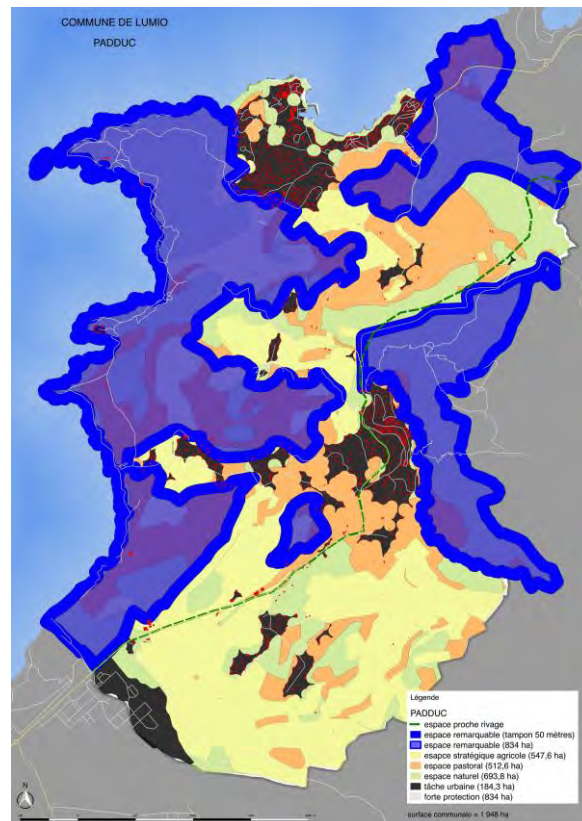 COMMUNE DE LUMIO
PADDUC
Légende
PADDUC
espace proche rivage
espace remarquable (tampon 50 mètres)
espace remarquable (834 ha)
espace stratégique agricole (547,6 ha)
espace pastoral (512,6 ha)
espace naturel (693,8 ha)
tâche urbaine (184,3 ha)
forte protection (834 ha)
surface communale = 1 948 ha
N